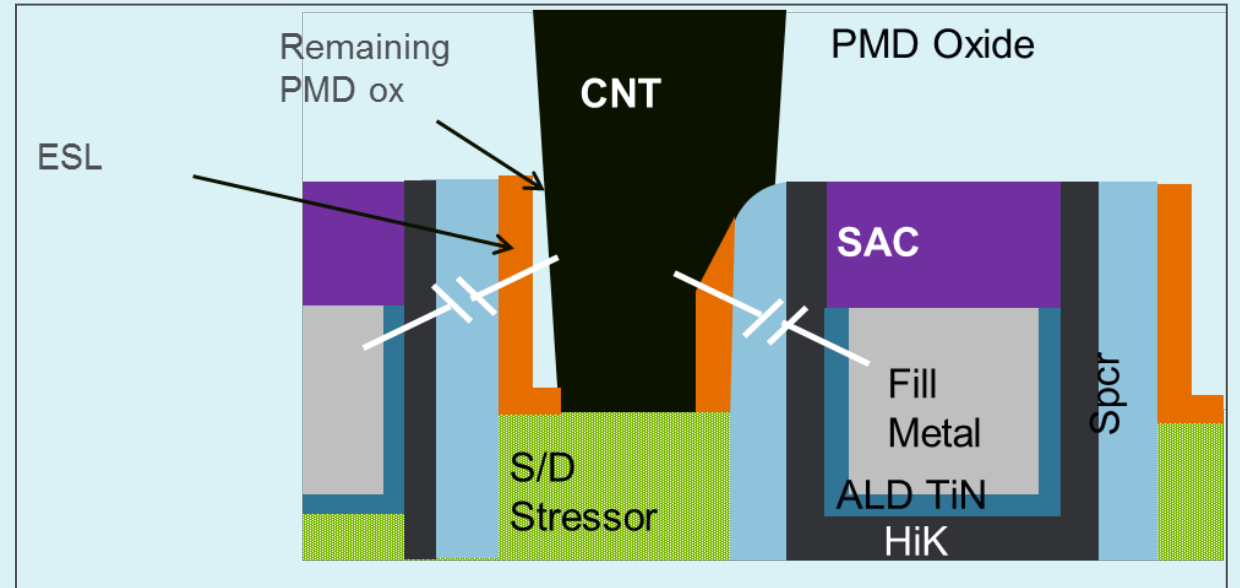 Remaining
PMD ox
PMD Oxide
CNT
ESL
SAC
Fill
Metal
Spcr
S/D
Stressor
ALD TiN
HiK